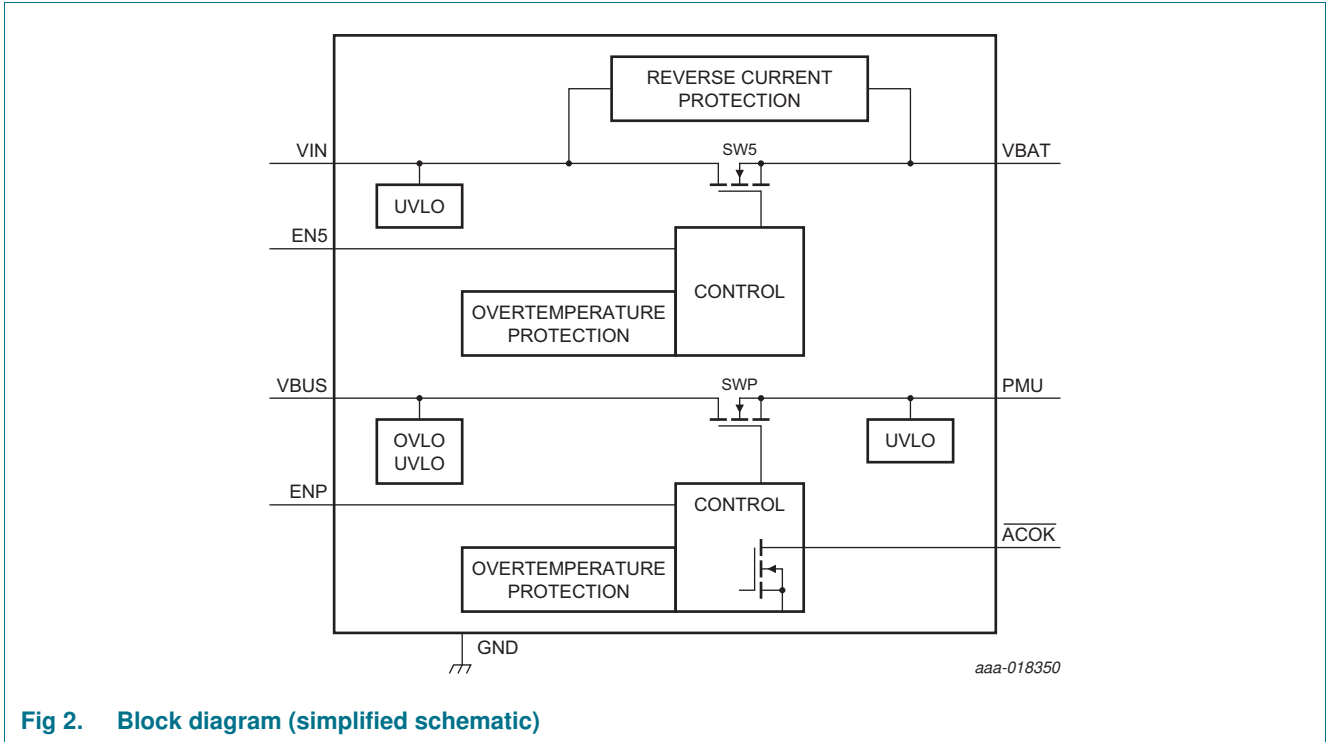 REVERSE CURRENT
PROTECTION
VIN
SW5
VBAT
UVLO
EN5
CONTROL
OVERTEMPERATURE
PROTECTION
VBUS
SWP
PMU
OVLO
UVLO
UVLO
ENP
CONTROL
ACOK
OVERTEMPERATURE
PROTECTION
GND
aaa-018350
Fig 2. Block diagram (simplified schematic)